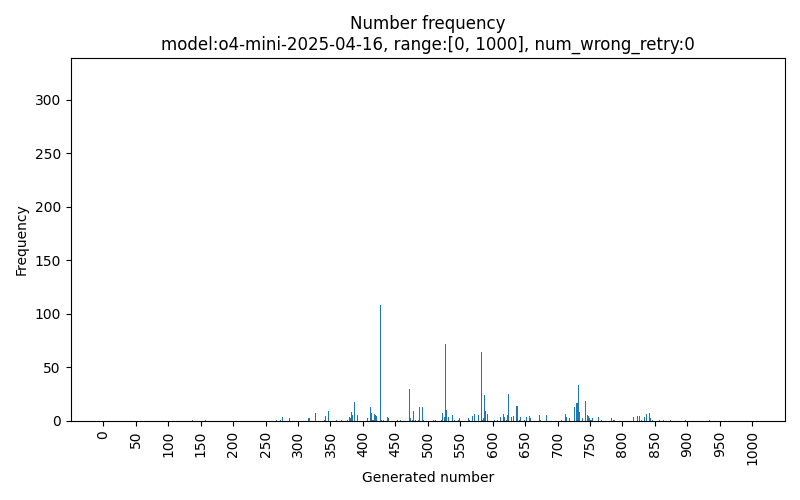 Number frequency
model:o4-mini-2025-04-16, range:[0, 1000], num_wrong_retry:0
Frequency
300
250
200
150
100
50
0
0 50 100 150 200 250 300 350 400 450 500 550 600 650 700 750 800 850 900 950 1000
Generated number